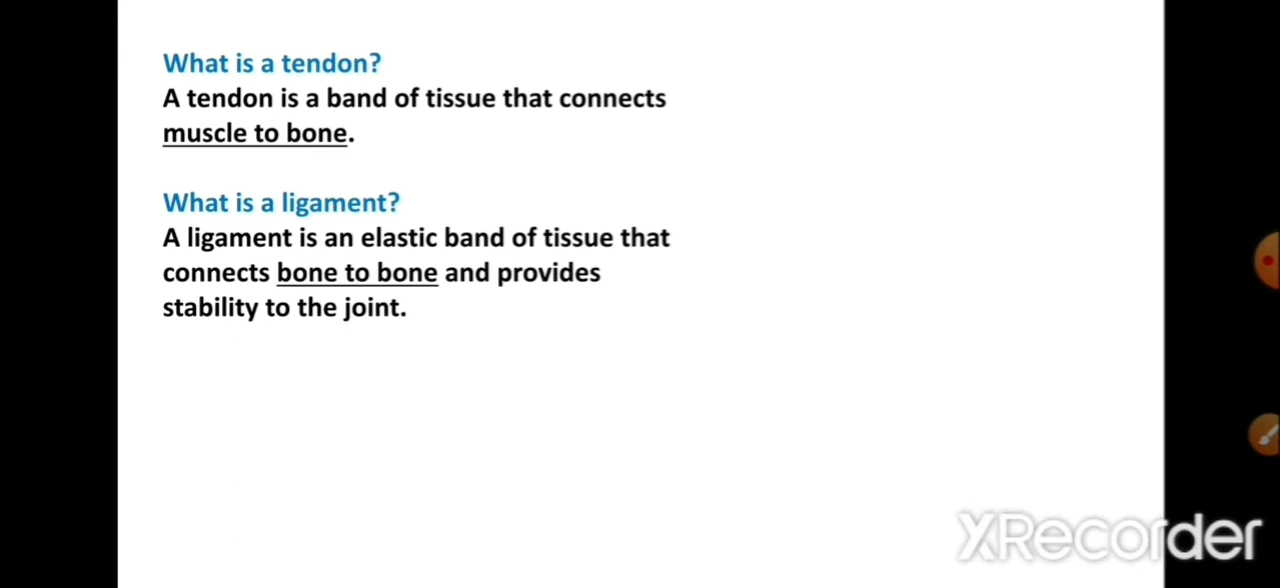 What is a tendon?
A tendon is a band of tissue that connects
muscle to bone.
What is a ligament?
A ligament is an elastic band of tissue that
connects bone to bone and provides
stability to the joint.
XRecorder